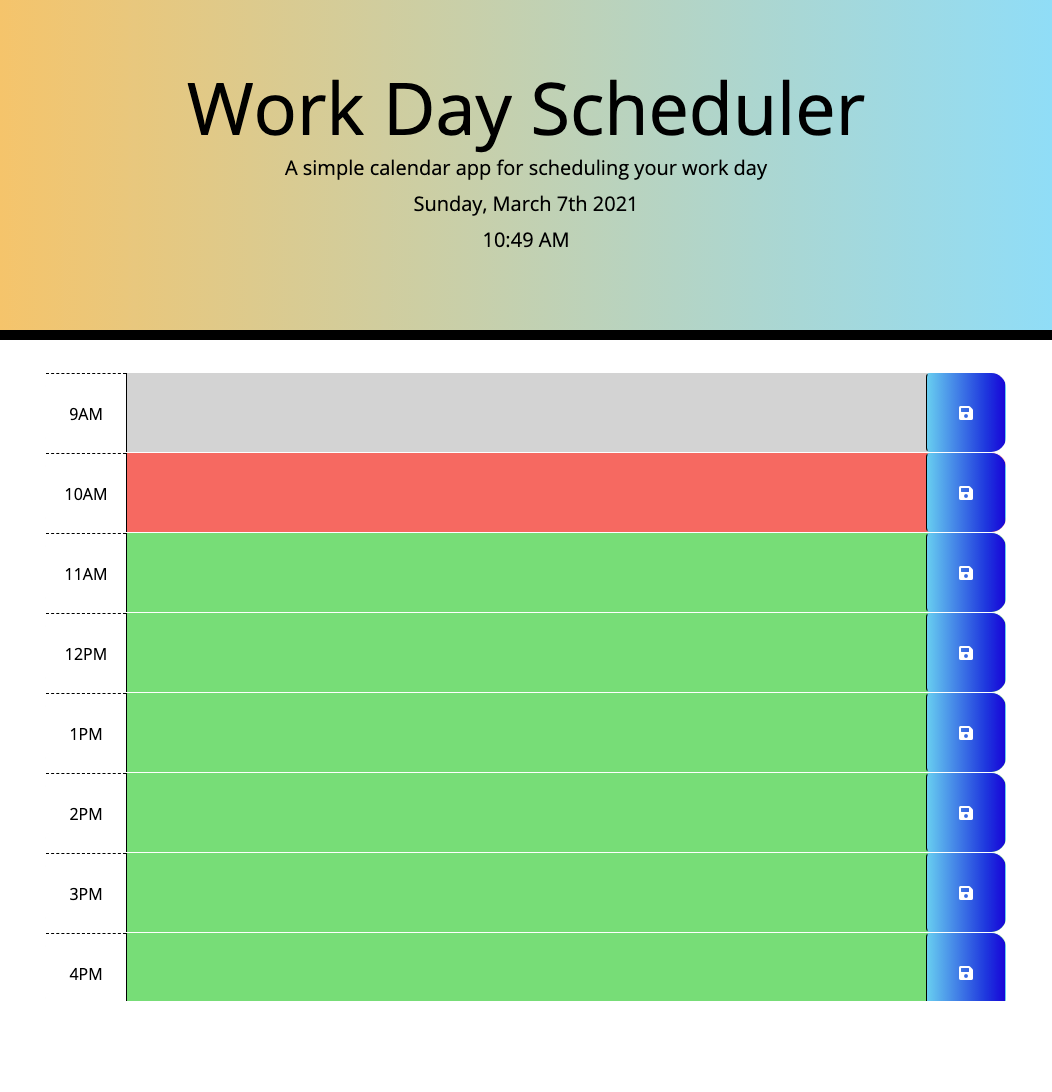 Work Day Scheduler
A simple calendar app for scheduling your work day
Sunday, March 7th 2021
10:49 AM
9AM
10AM
11AM
12PM
1PM
2PM
3PM
4PM